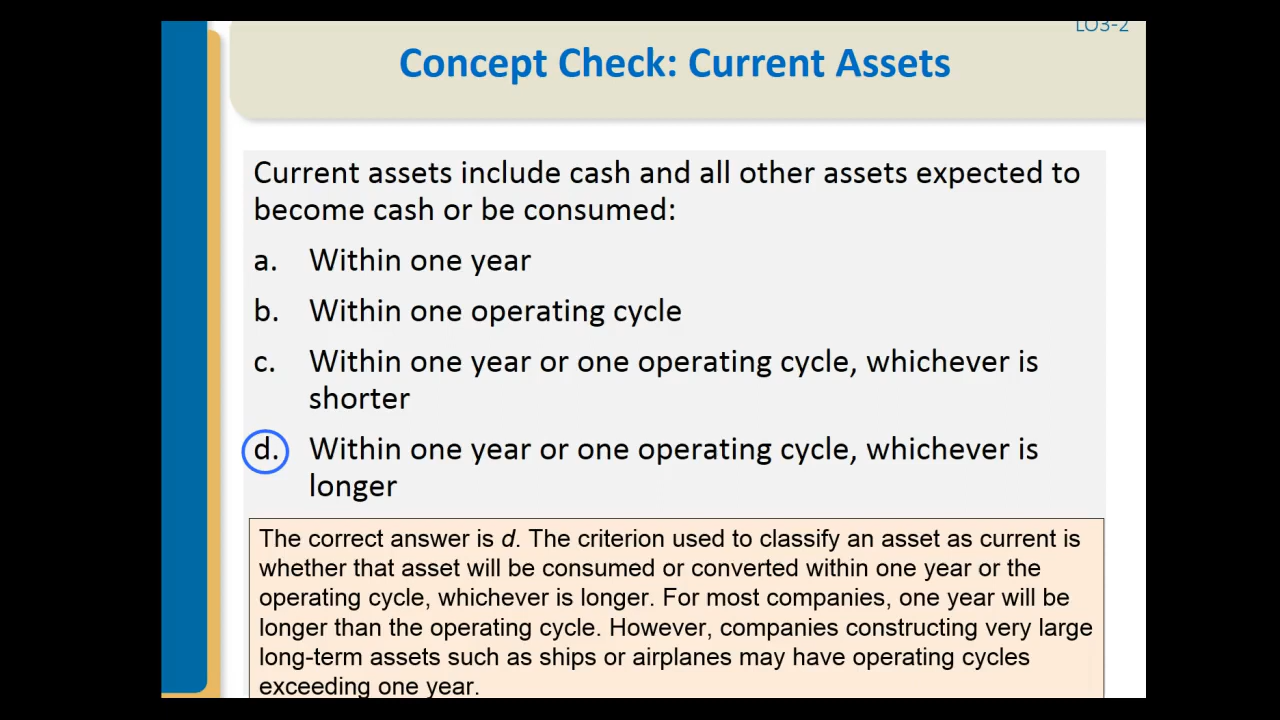 LO3-2
Concept Check: Current Assets
Current assets include cash and all other assets expected to
become cash or be consumed:
a. Within one year
b. Within one operating cycle
c. Within one year or one operating cycle, whichever is
shorter
d. Within one year or one operating cycle, whichever is
longer
The correct answer is d. The criterion used to classify an asset as current is
whether that asset will be consumed or converted within one year or the
operating cycle, whichever is longer. For most companies, one year will be
longer than the operating cycle. However, companies constructing very large
long-term assets such as ships or airplanes may have operating cycles
exceeding one year.